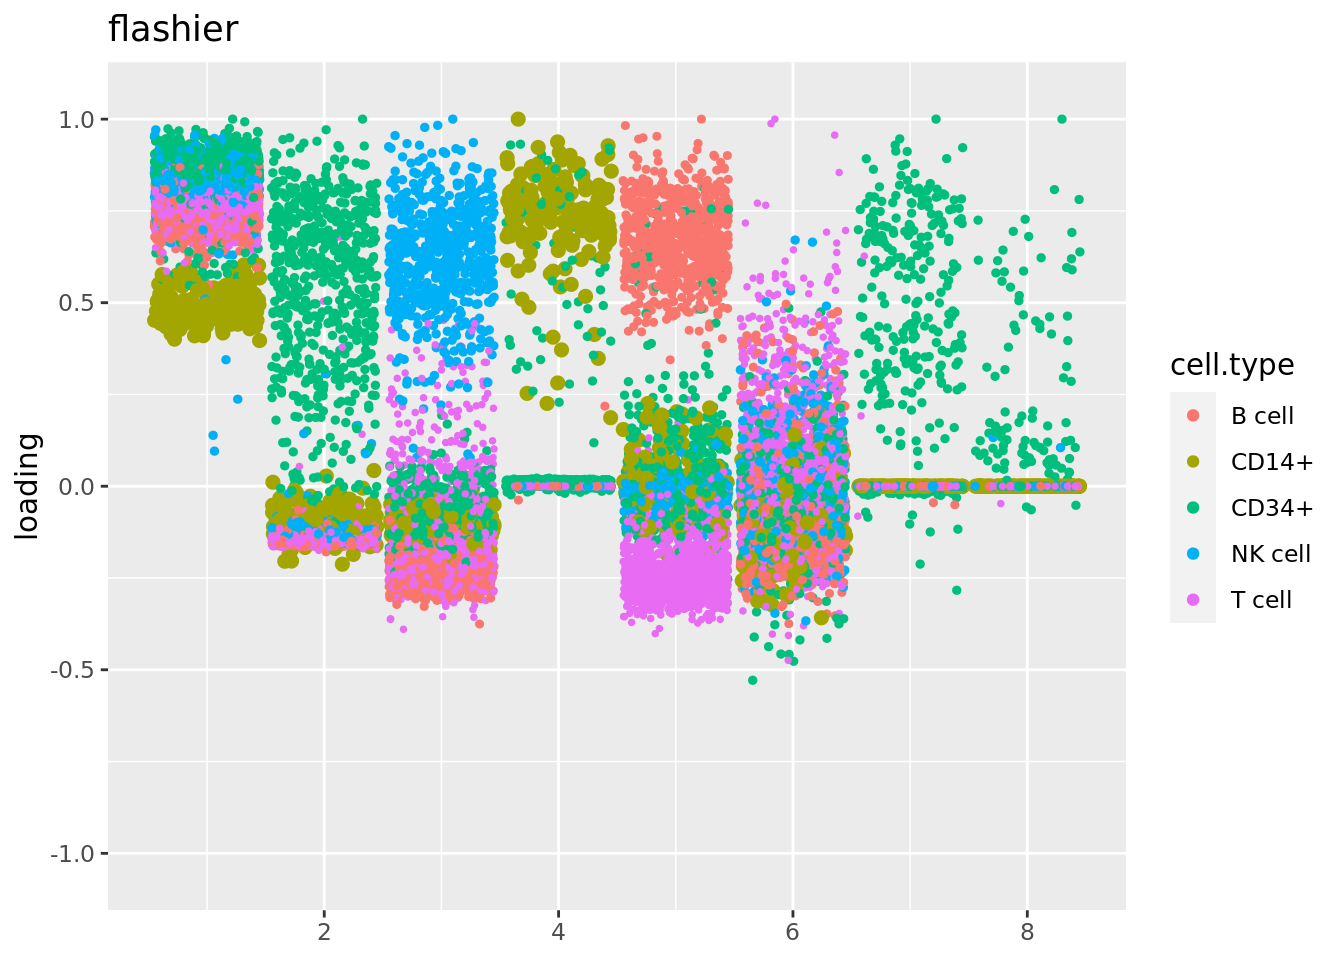 flashier
1.0
0.5
0.0
-0.5
-1.0
loading
2
4
6
8
cell.type
B cell
CD14+
CD34+
NK cell
T cell